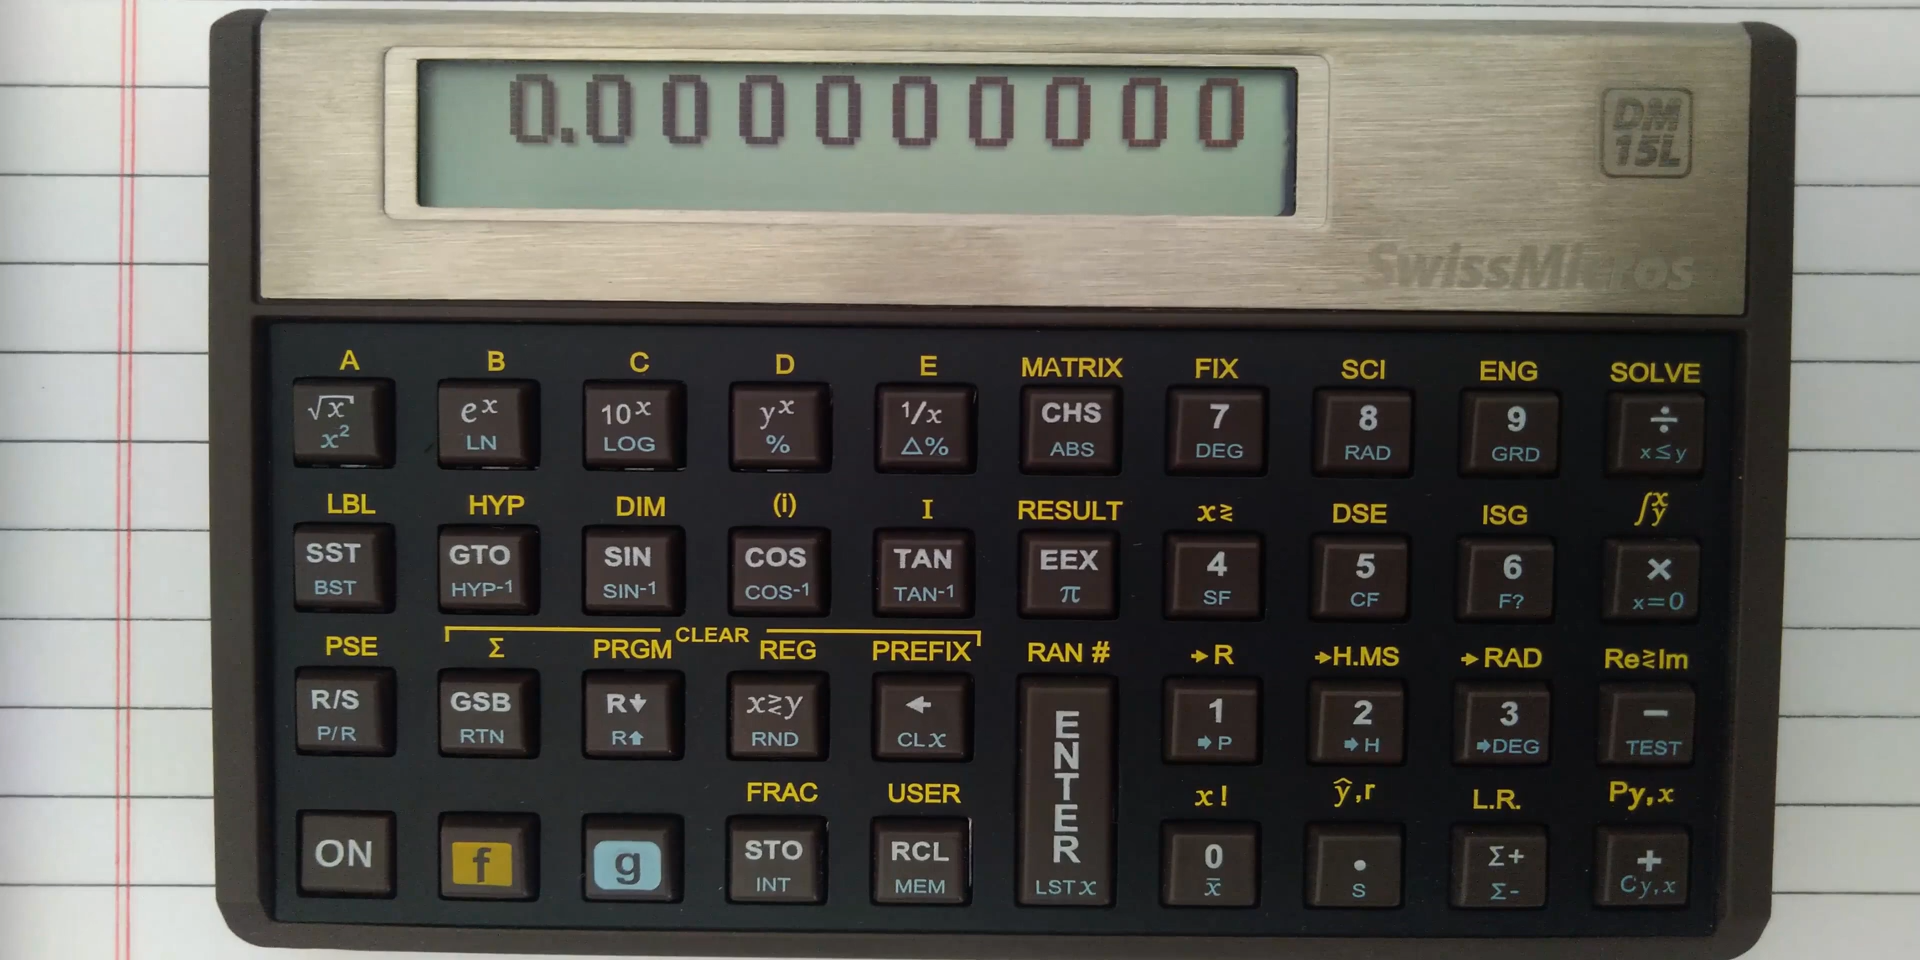 0.000000000
DM
15L
SwissMicros
A B C D E MATRIX FIX SCI ENG SOLVE
√x eˣ 10ˣ yˣ 1/x CHS 7 8 9 ÷
x² LN LOG % Δ% ABS DEG RAD GRD x≤y
LBL HYP DIM (i) I RESULT x≷ DSE ISG ∫xy
SST GTO SIN COS TAN EEX 4 5 6 ×
BST HYP-1 SIN-1 COS-1 TAN-1 π SF CF F? x=0
CLEAR
PSE Σ PRGM REG PREFIX RAN # →R →H.MS →RAD Re≷Im
R/S GSB R↓ x≷y ← ENTER 1 2 3 −
P/R RTN R↑ RND CLx →P →H →DEG TEST
FRAC USER x! ŷ,r L.R. Py,x
ON f g STO RCL 0 . Σ+ +
INT MEM LSTx x̄ s Σ- Cy,x